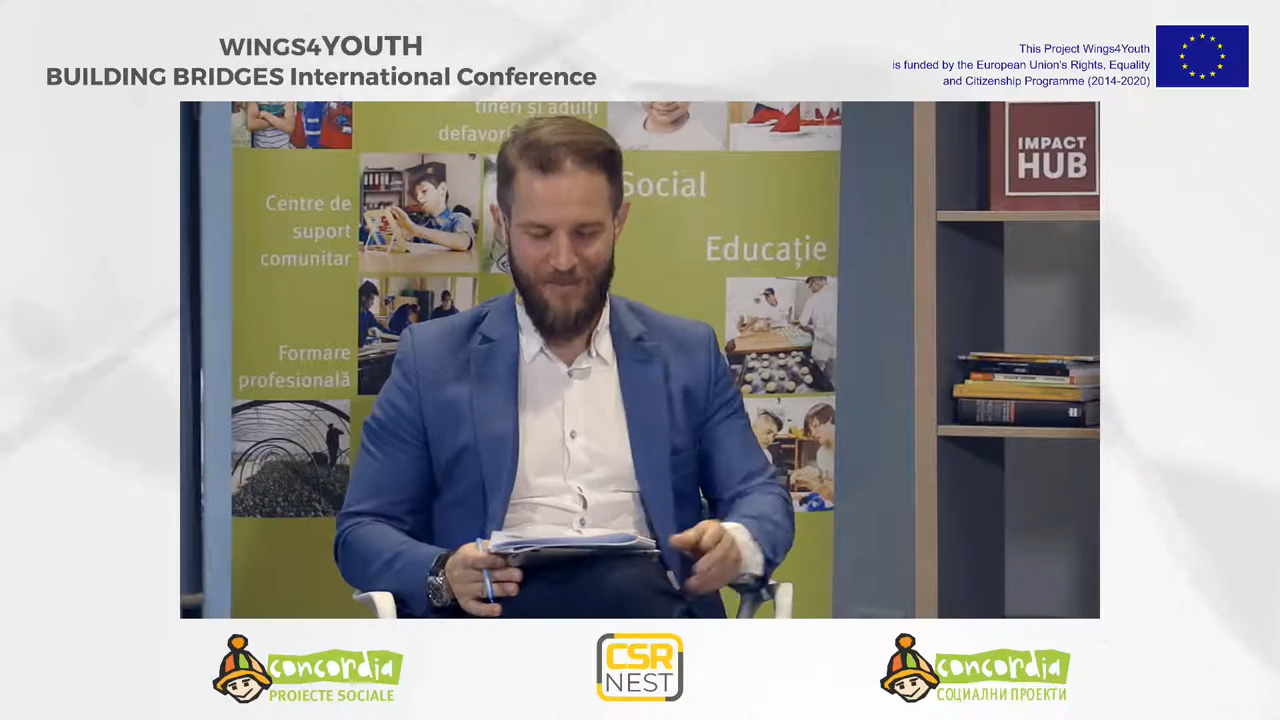 WINGS4YOUTH
BUILDING BRIDGES International Conference
This Project Wings4Youth
is funded by the European Union's Rights, Equality
and Citizenship Programme (2014-2020)
tineri și adulți
Social
Educație
Centre de
suport
comunitar
Formare
profesională
IMPACT
HUB
concordia
PROIECTE SOCIALE
CSR
NEST
concordia
СОЦИАЛНИ ПРОЕКТИ